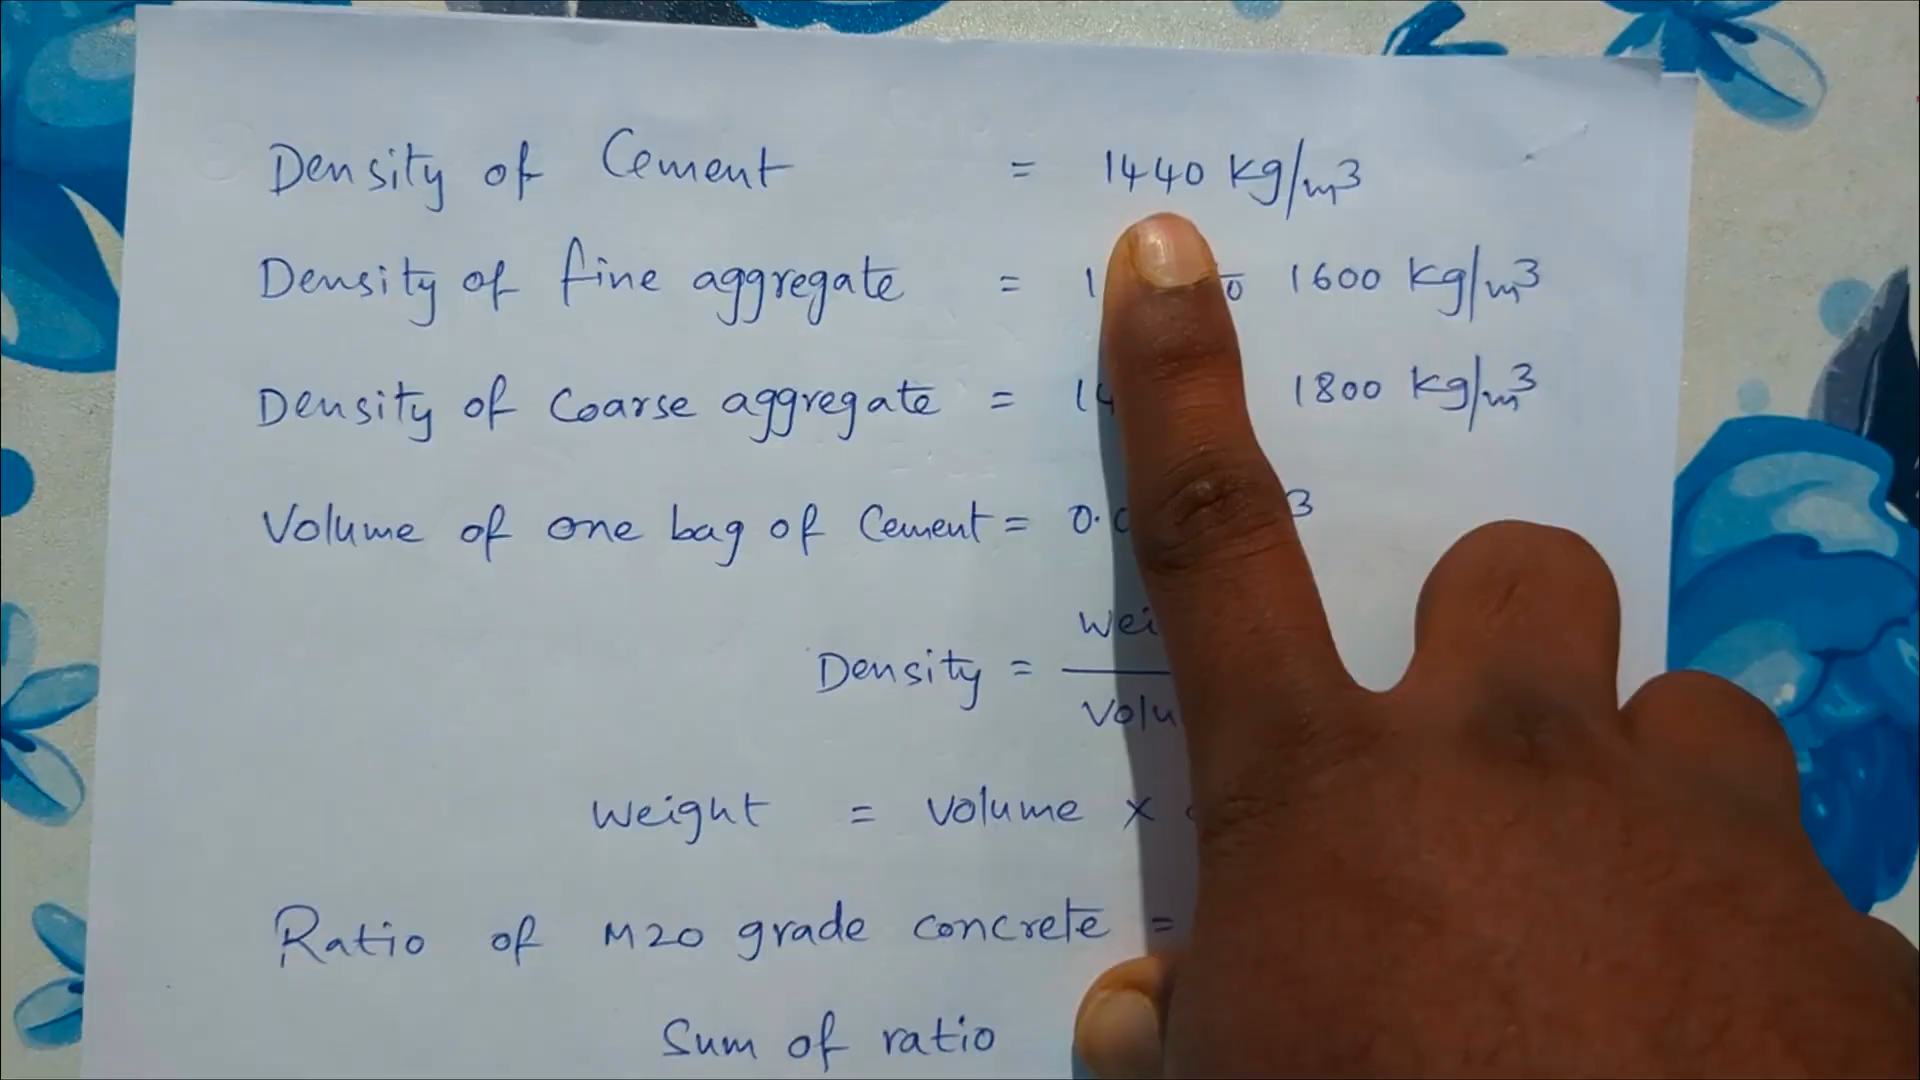 Density of Cement = 1440 kg/m3
Density of fine aggregate = 1600 kg/m3
Density of Coarse aggregate = 1800 kg/m3
Volume of one bag of Cement = 0.
Density =
Weight = Volume ×
Ratio of M20 grade concrete =
Sum of ratio